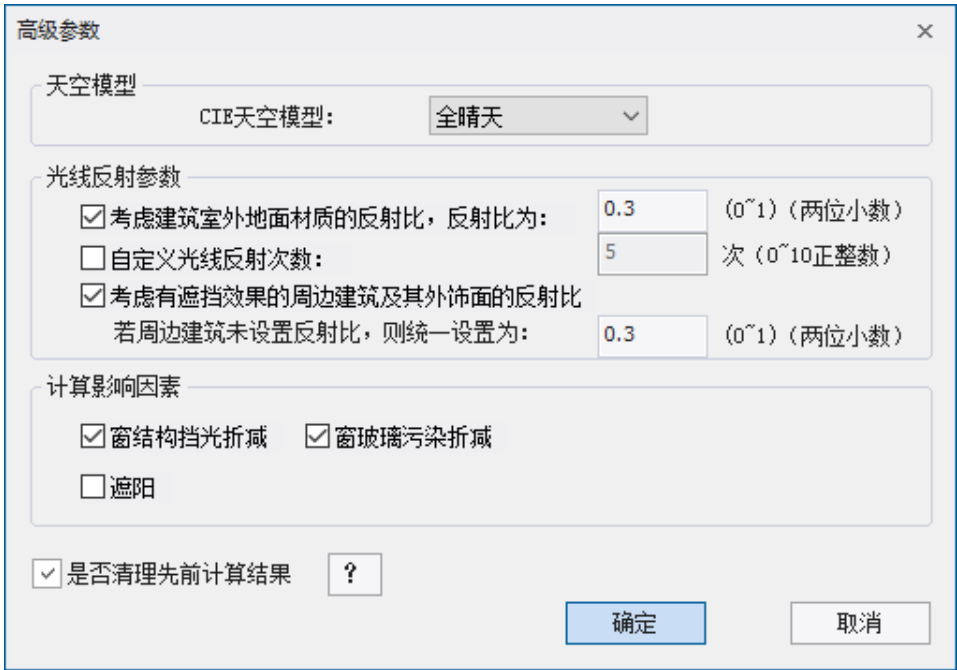 高级参数
天空模型
CIE天空模型: 全晴天
光线反射参数
考虑建筑室外地面材质的反射比，反射比为: 0.3 (0~1)(两位小数)
自定义光线反射次数: 5 次(0~10正整数)
考虑有遮挡效果的周边建筑及其外饰面的反射比
若周边建筑未设置反射比，则统一设置为: 0.3 (0~1)(两位小数)
计算影响因素
窗结构挡光折减 窗玻璃污染折减
遮阳
是否清理先前计算结果 ?
确定 取消